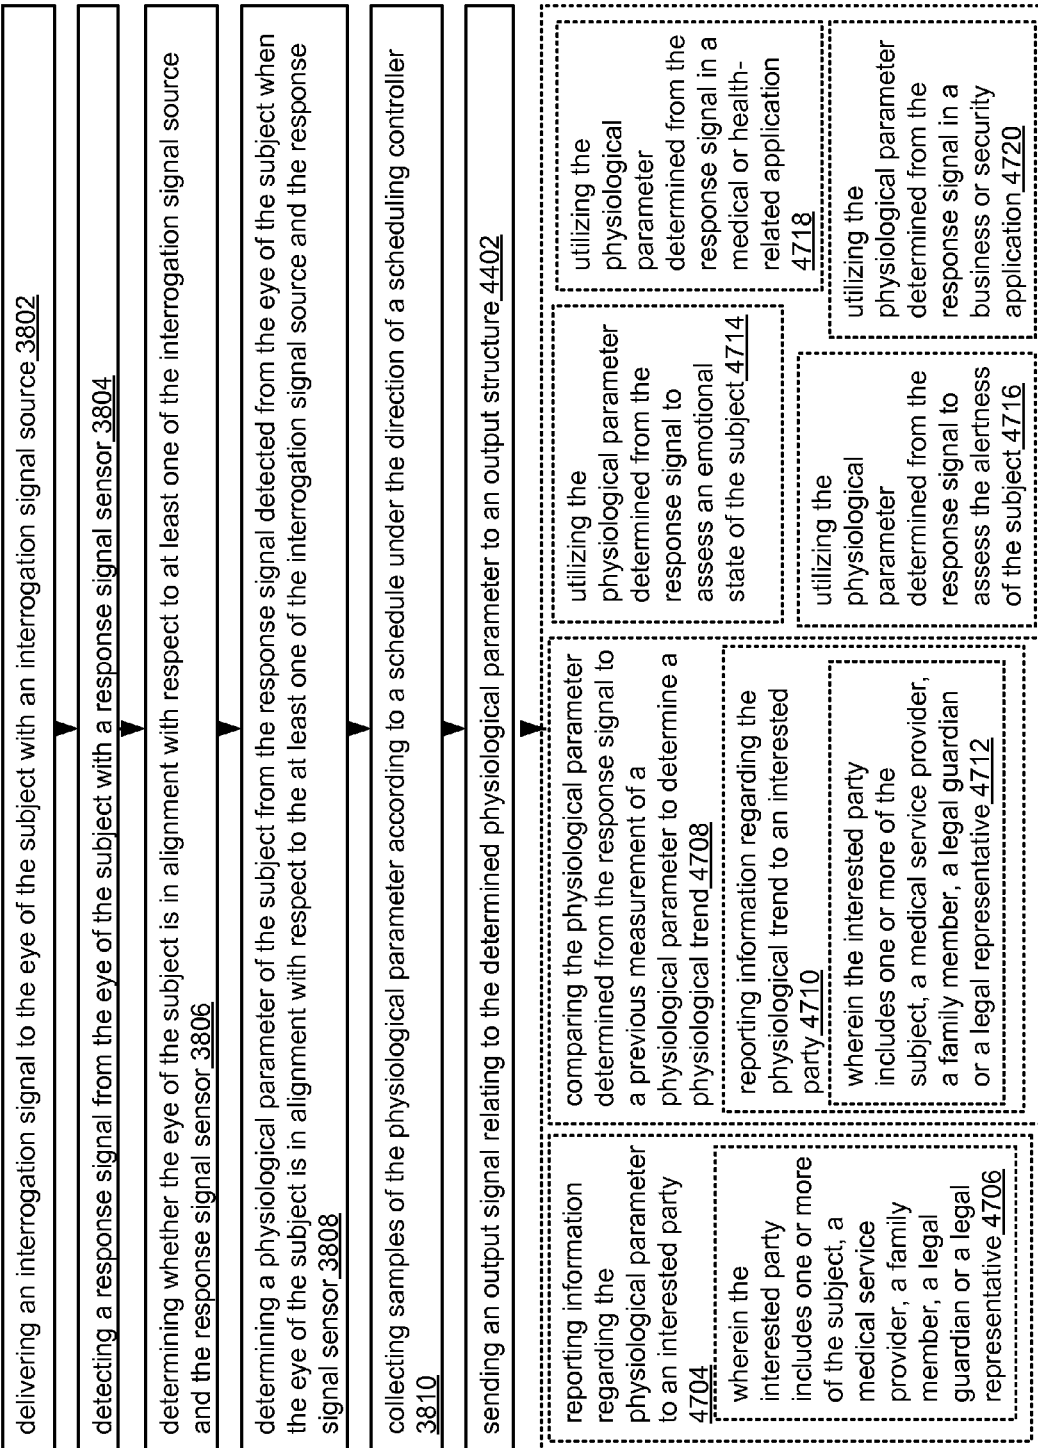 delivering an interrogation signal to the eye of the subject with an interrogation signal source 3802
detecting a response signal from the eye of the subject with a response signal sensor 3804
determining whether the eye of the subject is in alignment with respect to at least one of the interrogation signal source
and the response signal sensor 3806
determining a physiological parameter of the subject from the response signal detected from the eye of the subject when
the eye of the subject is in alignment with respect to the at least one of the interrogation signal source and the response
signal sensor 3808
collecting samples of the physiological parameter according to a schedule under the direction of a scheduling controller
3810
sending an output signal relating to the determined physiological parameter to an output structure 4402
reporting information
regarding the
physiological parameter
to an interested party
4704
wherein the
interested party
includes one or more
of the subject, a
medical service
provider, a family
member, a legal
guardian or a legal
representative 4706
comparing the physiological parameter
determined from the response signal to
a previous measurement of a
physiological parameter to determine a
physiological trend 4708
reporting information regarding the
physiological trend to an interested
party 4710
wherein the interested party
includes one or more of the
subject, a medical service provider,
a family member, a legal guardian
or a legal representative 4712
utilizing the
physiological parameter
determined from the
response signal to
assess an emotional
state of the subject 4714
utilizing the
physiological
parameter
determined from the
response signal to
assess the alertness
of the subject 4716
utilizing the
physiological
parameter
determined from the
response signal in a
medical or health-
related application
4718
utilizing the
physiological parameter
determined from the
response signal in a
business or security
application 4720